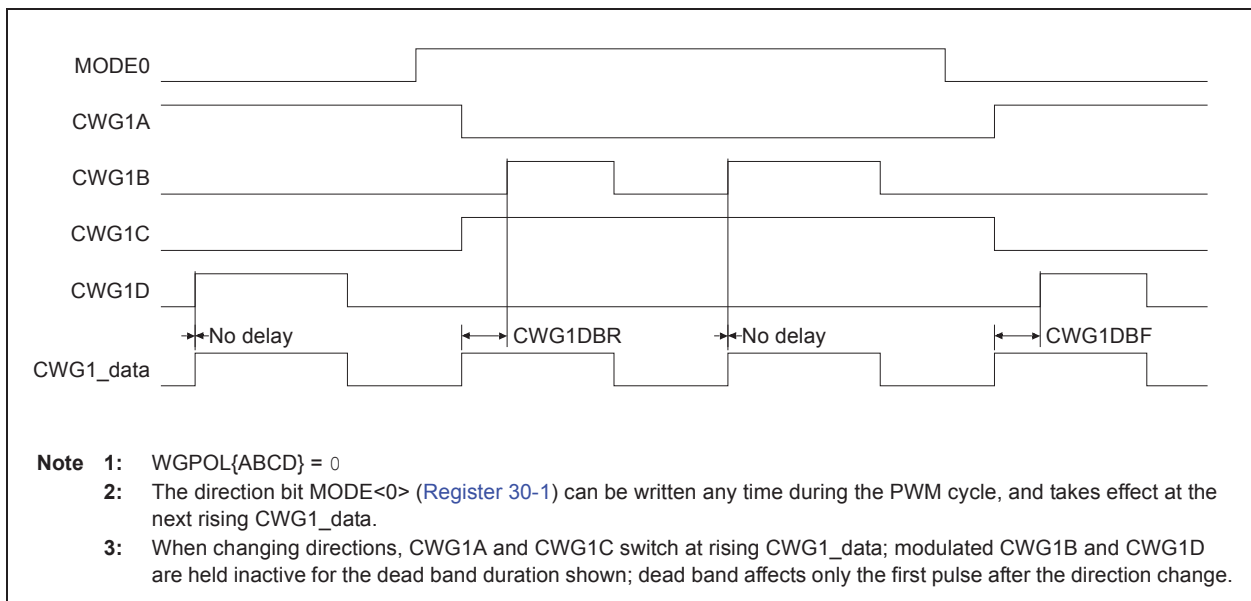 MODE0
CWG1A
CWG1B
CWG1C
CWG1D
No delay CWG1DBR No delay CWG1DBF
CWG1_data
Note 1: WGPOL{ABCD} = 0
2: The direction bit MODE<0> (Register 30-1) can be written any time during the PWM cycle, and takes effect at the
next rising CWG1_data.
3: When changing directions, CWG1A and CWG1C switch at rising CWG1_data; modulated CWG1B and CWG1D
are held inactive for the dead band duration shown; dead band affects only the first pulse after the direction change.